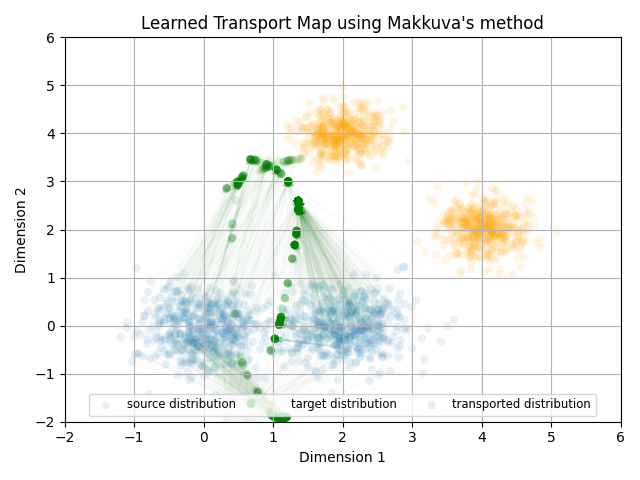 Learned Transport Map using Makkuva's method
6
5
4
3
2
1
0
−1
−2
Dimension 2
source distribution target distribution transported distribution
−2 −1 0 1 2 3 4 5 6
Dimension 1